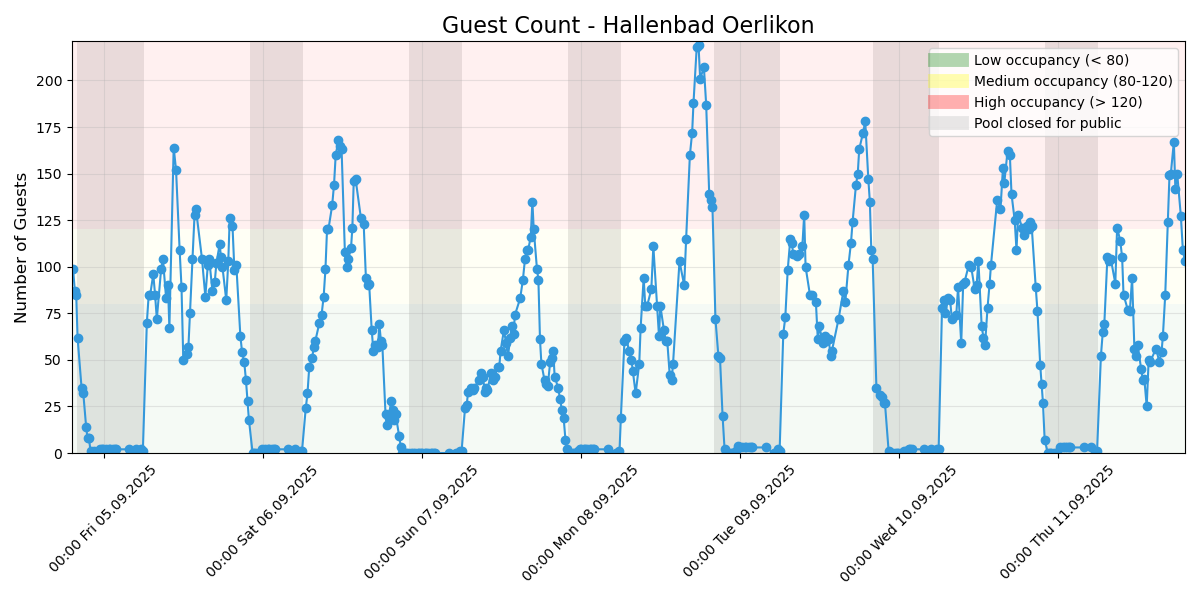 Guest Count - Hallenbad Oerlikon
Number of Guests
200
175
150
125
100
75
50
25
0
Low occupancy (< 80)
Medium occupancy (80-120)
High occupancy (> 120)
Pool closed for public
00:00 Fri 05.09.2025
00:00 Sat 06.09.2025
00:00 Sun 07.09.2025
00:00 Mon 08.09.2025
00:00 Tue 09.09.2025
00:00 Wed 10.09.2025
00:00 Thu 11.09.2025